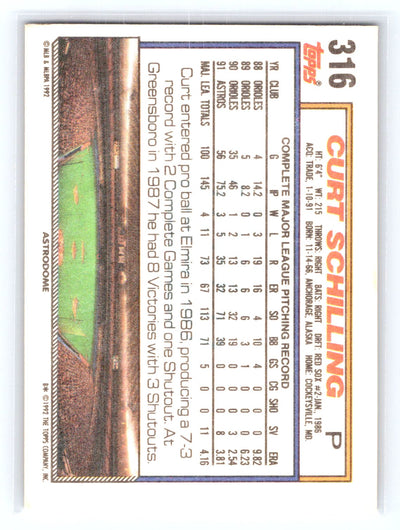 316
topps®
CURT SCHILLING P
HT: 6'4" WT: 215 THROWS: RIGHT BATS: RIGHT DRFT: RED SOX #2-JAN. 1986
ACQ: TRADE, 1-10-91 BORN: 11-14-66, ANCHORAGE, ALASKA HOME: COCKEYSVILLE, MD.
COMPLETE MAJOR LEAGUE PITCHING RECORD
YR CLUB G IP W L R ER SO BB GS CG SHO SV ERA
88 ORIOLES 4 14.2 0 3 19 16 4 10 4 0 0 0 9.82
89 ORIOLES 5 8.2 0 1 6 6 6 3 1 0 0 0 6.23
90 ORIOLES 35 46 1 2 13 13 32 19 0 0 0 3 2.54
91 ASTROS 56 75.2 3 5 35 32 71 39 0 0 0 8 3.81
MAJ. LEA. TOTALS 100 145 4 11 73 67 113 71 5 0 0 11 4.16
Curt entered pro ball at Elmira in 1986, producing a 7-3
record with 2 Complete Games and one Shutout. At
Greensboro in 1987 he had 8 Victories with 3 Shutouts.
© MLB & MLBPA 1992
ASTRODOME
B* © 1992 THE TOPPS COMPANY, INC.